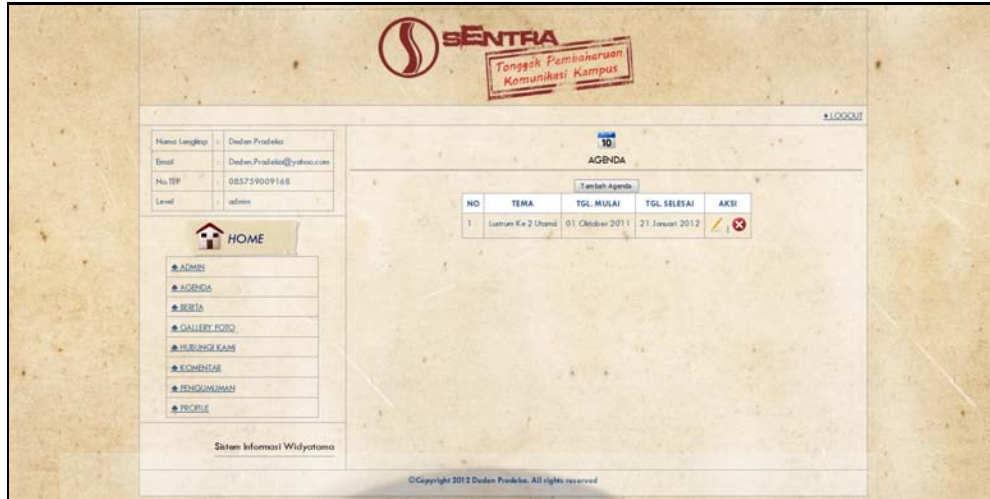 SENTRA
Tonggak Pembaharuan
Komunikasi Kampus
LOGOUT
Nama Lengkap : Deden Pradeka
Email : Deden.Pradeka@yahoo.com
No.TLP : 085759009168
Level : admin
HOME
ADMIN
AGENDA
BERITA
GALLERY FOTO
HUBUNGI KAMI
KOMENTAR
PENGUMUMAN
PROFILE
Sistem Informasi Widyatama
10
AGENDA
Tambah Agenda
NO TEMA TGL. MULAI TGL. SELESAI AKSI
1 Lustrum Ke 2 Utama 01 Oktober 2011 21 Januari 2012 |
©Copyright 2012 Deden Pradeka. All rights reserved